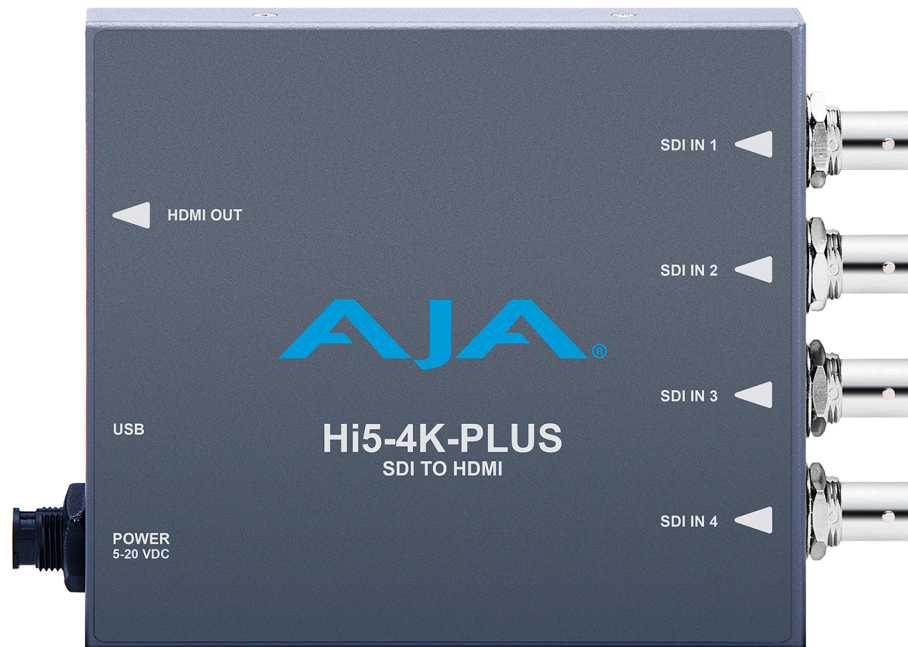 SDI IN 1
HDMI OUT
SDI IN 2
AJA®
SDI IN 3
USB
Hi5-4K-PLUS
SDI TO HDMI
SDI IN 4
POWER
5-20 VDC